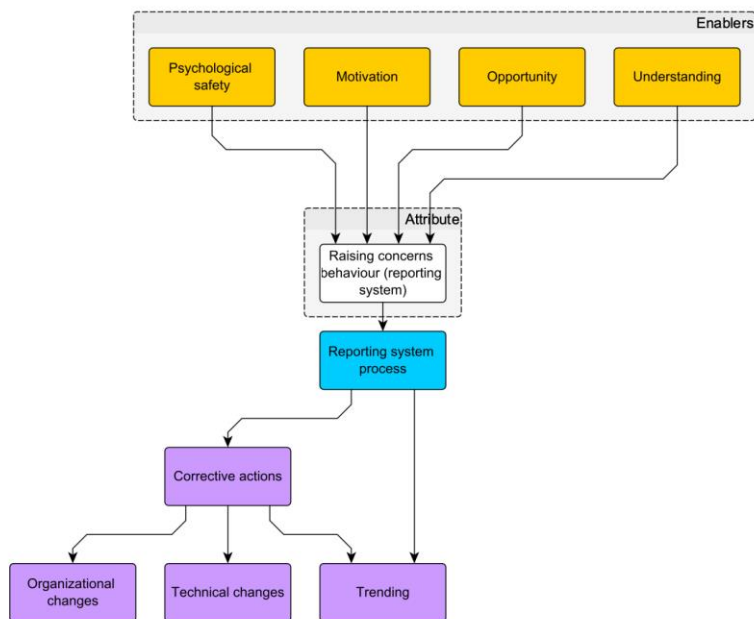 Enablers
Psychological
safety
Motivation
Opportunity
Understanding
Attribute
Raising concerns
behaviour (reporting
system)
Reporting system
process
Corrective actions
Organizational
changes
Technical changes
Trending